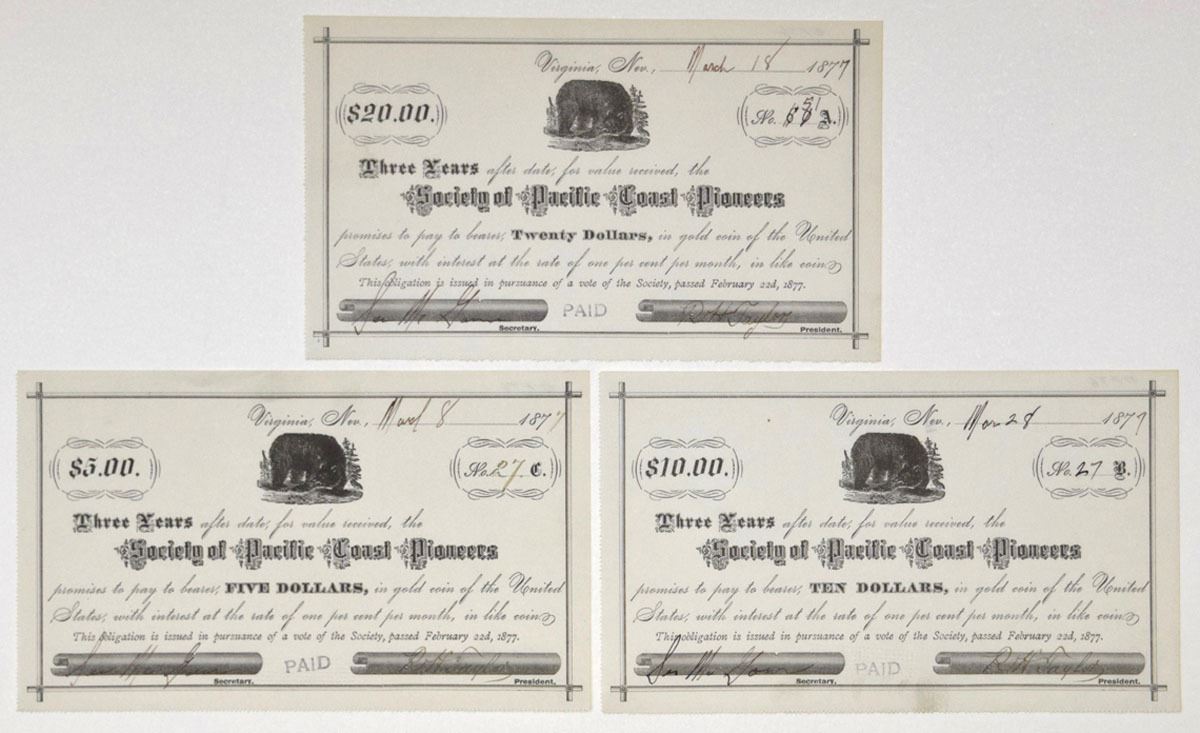 Virginia, Nev., March 18 1877
$20.00.
No. 51 A.
Three Years after date, for value received, the
Society of Pacific Coast Pioneers
promises to pay to bearer, Twenty Dollars, in gold coin of the United
States, with interest at the rate of one per cent per month, in like coin
This obligation is issued in pursuance of a vote of the Society, passed February 22d, 1877.
PAID R H Taylor
Secretary. President.
Virginia, Nev., March 8 1877
$5.00.
No. 27 C.
Three Years after date, for value received, the
Society of Pacific Coast Pioneers
promises to pay to bearer, FIVE DOLLARS, in gold coin of the United
States, with interest at the rate of one per cent per month, in like coin
This obligation is issued in pursuance of a vote of the Society, passed February 22d, 1877.
PAID R H Taylor
Secretary. President.
Virginia, Nev., Mar 28 1877
$10.00.
No. 27 B.
Three Years after date, for value received, the
Society of Pacific Coast Pioneers
promises to pay to bearer, TEN DOLLARS, in gold coin of the United
States, with interest at the rate of one per cent per month, in like coin
This obligation is issued in pursuance of a vote of the Society, passed February 22d, 1877.
PAID R H Taylor
Secretary. President.